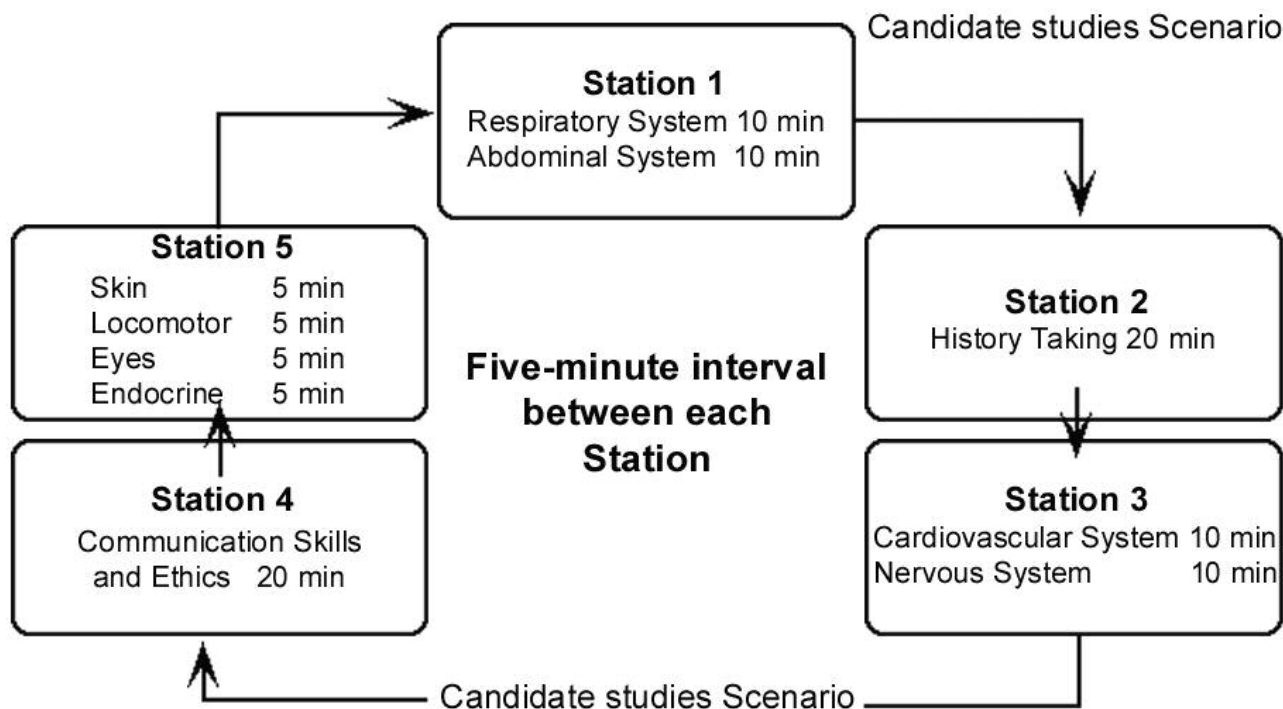 Candidate studies Scenario
Station 1
Respiratory System 10 min
Abdominal System 10 min
Station 2
History Taking 20 min
Station 3
Cardiovascular System 10 min
Nervous System 10 min
Candidate studies Scenario
Station 4
Communication Skills
and Ethics 20 min
Station 5
Skin 5 min
Locomotor 5 min
Eyes 5 min
Endocrine 5 min
Five-minute interval
between each
Station